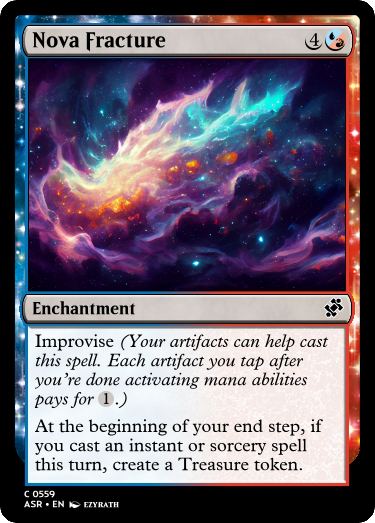 Nova Fracture 4
Enchantment
Improvise (Your artifacts can help cast
this spell. Each artifact you tap after
you're done activating mana abilities
pays for 1.)
At the beginning of your end step, if
you cast an instant or sorcery spell
this turn, create a Treasure token.
C 0559
ASR • EN EZYRATH